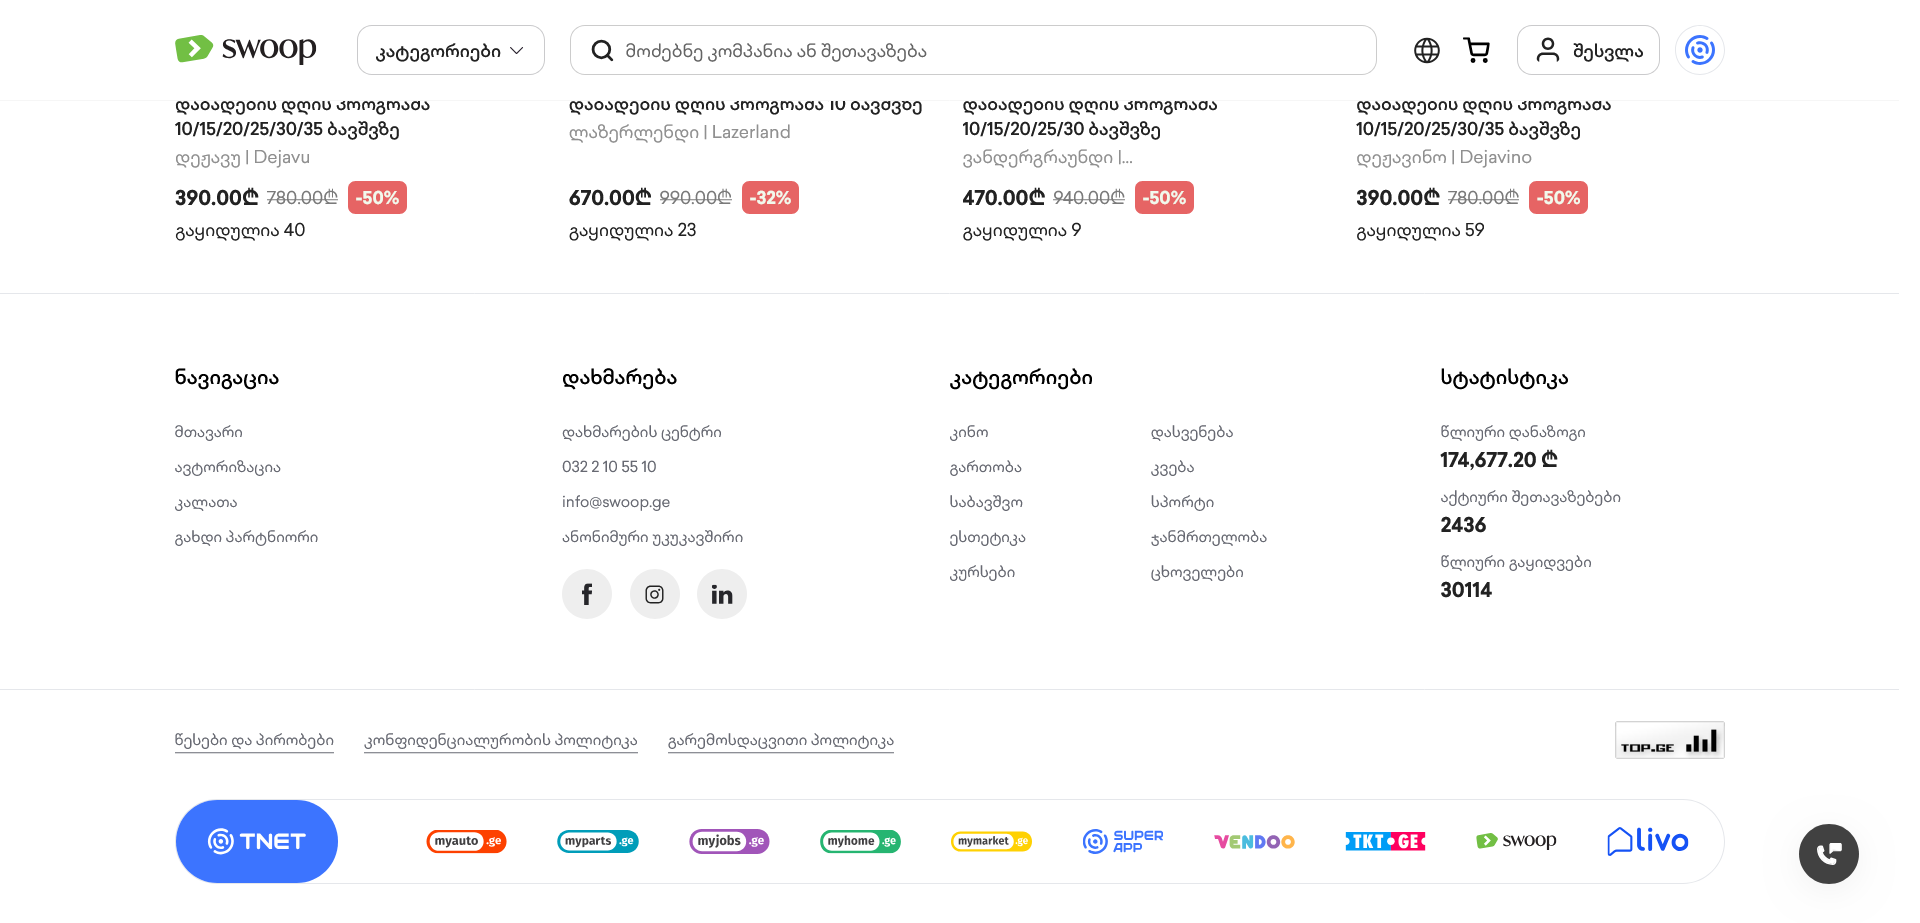 swoop
კატეგორიები
მოძებნე კომპანია ან შეთავაზება
შესვლა
დაბადების დღის პროგრამა
10/15/20/25/30/35 ბავშვზე
დეჟავუ | Dejavu
390.00₾ 780.00₾ -50%
გაყიდულია 40
დაბადების დღის პროგრამა 10 ბავშვზე
ლაზერლენდი | Lazerland
670.00₾ 990.00₾ -32%
გაყიდულია 23
დაბადების დღის პროგრამა
10/15/20/25/30 ბავშვზე
ვანდერგრაუნდი |...
470.00₾ 940.00₾ -50%
გაყიდულია 9
დაბადების დღის პროგრამა
10/15/20/25/30/35 ბავშვზე
დეჟავინო | Dejavino
390.00₾ 780.00₾ -50%
გაყიდულია 59
ნავიგაცია
მთავარი
ავტორიზაცია
კალათა
გახდი პარტნიორი
დახმარება
დახმარების ცენტრი
032 2 10 55 10
info@swoop.ge
ანონიმური უკუკავშირი
კატეგორიები
კინო
გართობა
საბავშვო
ესთეტიკა
კურსები
დასვენება
კვება
სპორტი
ჯანმრთელობა
ცხოველები
სტატისტიკა
წლიური დანაზოგი
174,677.20 ₾
აქტიური შეთავაზებები
2436
წლიური გაყიდვები
30114
წესები და პირობები
კონფიდენციალურობის პოლიტიკა
გარემოსდაცვითი პოლიტიკა
TOP.GE
TNET
myauto.ge
myparts.ge
myjobs.ge
myhome.ge
mymarket.ge
SUPER
APP
VENDOO
TKT.GE
swoop
livo